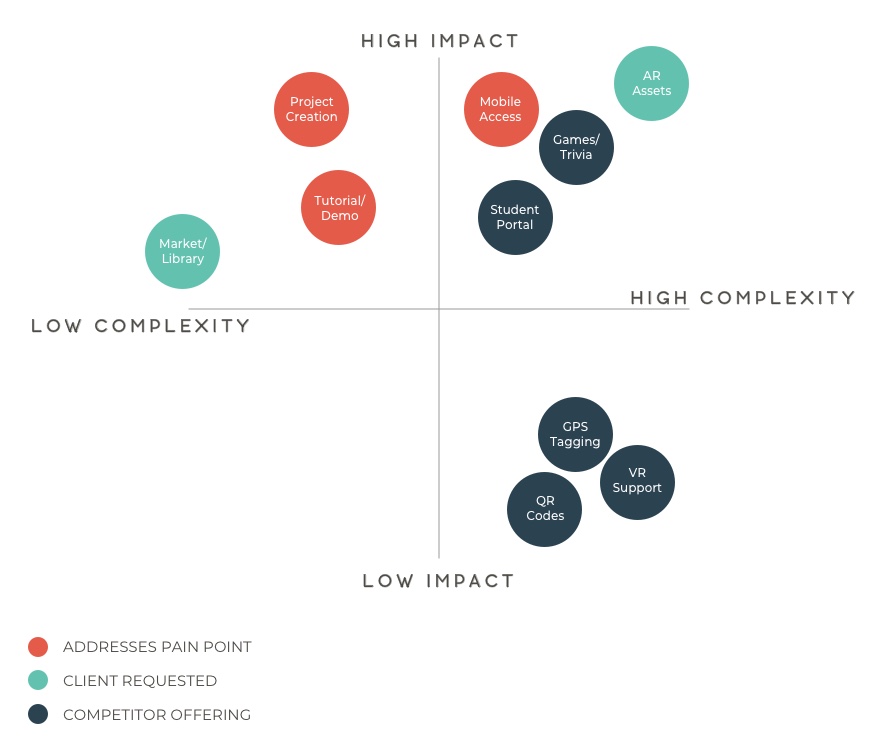 HIGH IMPACT
AR
Assets
Project
Creation
Mobile
Access
Games/
Trivia
Tutorial/
Demo
Student
Portal
Market/
Library
HIGH COMPLEXITY
LOW COMPLEXITY
GPS
Tagging
VR
Support
QR
Codes
LOW IMPACT
ADDRESSES PAIN POINT
CLIENT REQUESTED
COMPETITOR OFFERING